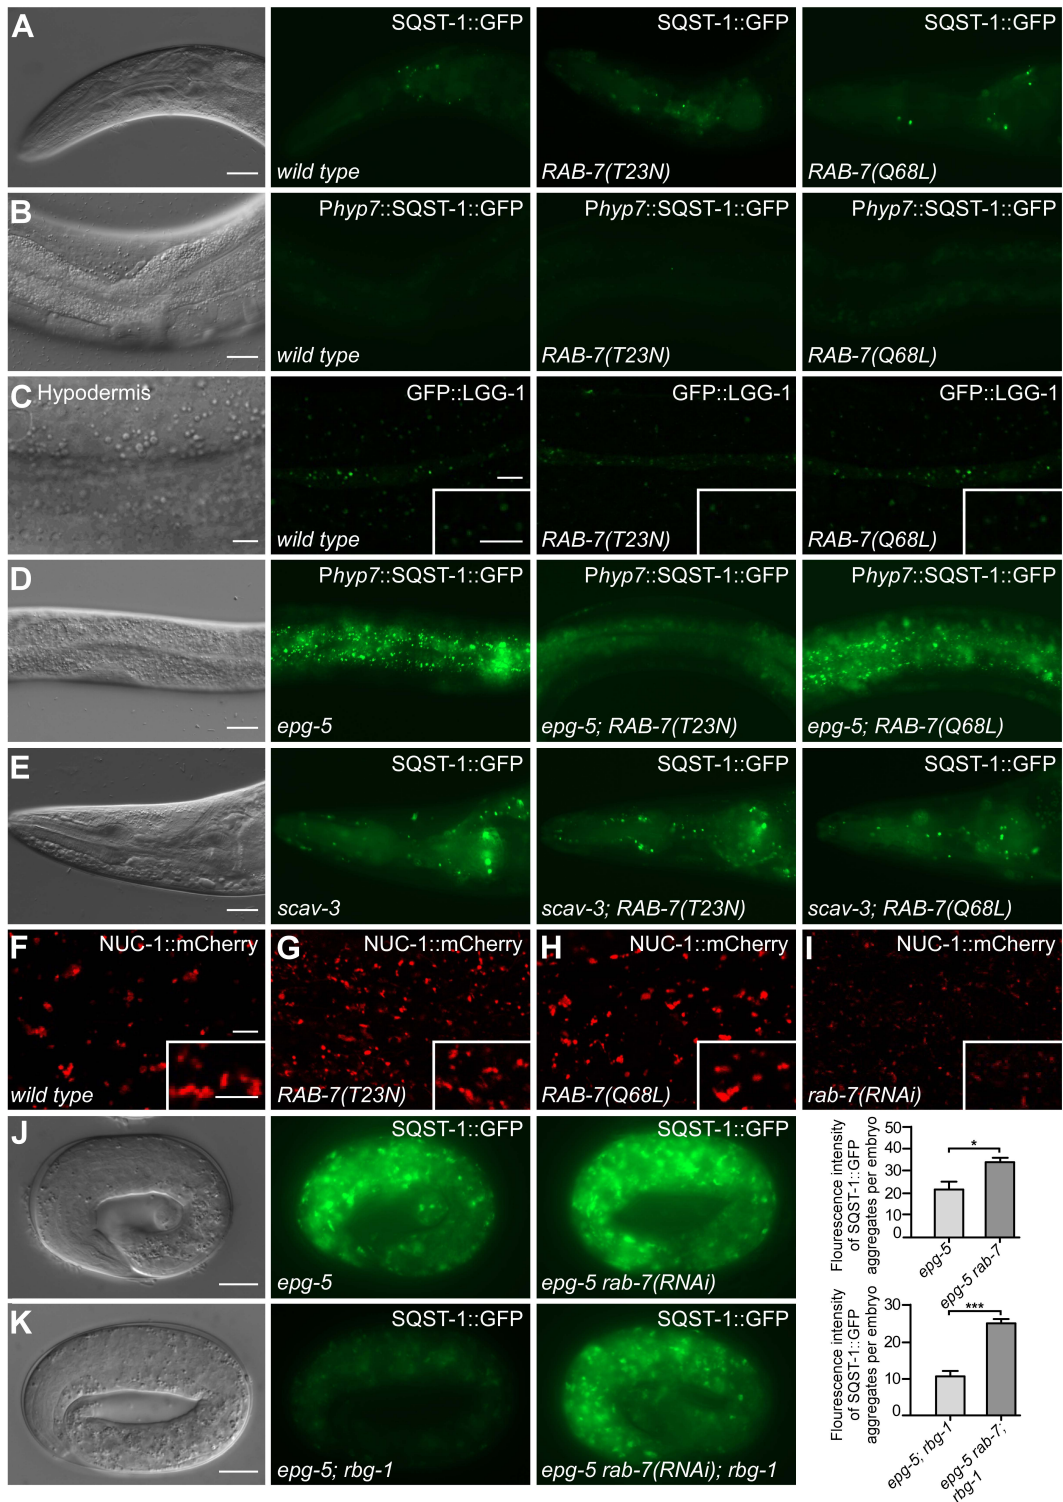 A
SQST-1::GFP
SQST-1::GFP
SQST-1::GFP
wild type
RAB-7(T23N)
RAB-7(Q68L)
B
Phyp7::SQST-1::GFP
Phyp7::SQST-1::GFP
Phyp7::SQST-1::GFP
wild type
RAB-7(T23N)
RAB-7(Q68L)
C Hypodermis
GFP::LGG-1
GFP::LGG-1
GFP::LGG-1
wild type
RAB-7(T23N)
RAB-7(Q68L)
D
Phyp7::SQST-1::GFP
Phyp7::SQST-1::GFP
Phyp7::SQST-1::GFP
epg-5
epg-5; RAB-7(T23N)
epg-5; RAB-7(Q68L)
E
SQST-1::GFP
SQST-1::GFP
SQST-1::GFP
scav-3
scav-3; RAB-7(T23N)
scav-3; RAB-7(Q68L)
F NUC-1::mCherry
G NUC-1::mCherry
H NUC-1::mCherry
I NUC-1::mCherry
wild type
RAB-7(T23N)
RAB-7(Q68L)
rab-7(RNAi)
J
SQST-1::GFP
SQST-1::GFP
epg-5
epg-5 rab-7(RNAi)
Flourescence intensity
of SQST-1::GFP
aggregates per embryo
50
40
30
20
10
0
*
epg-5
epg-5 rab-7
K
SQST-1::GFP
SQST-1::GFP
epg-5; rbg-1
epg-5 rab-7(RNAi); rbg-1
Flourescence intensity
of SQST-1::GFP
aggregates per embryo
30
20
10
0
***
epg-5; rbg-1
epg-5 rab-7;
rbg-1